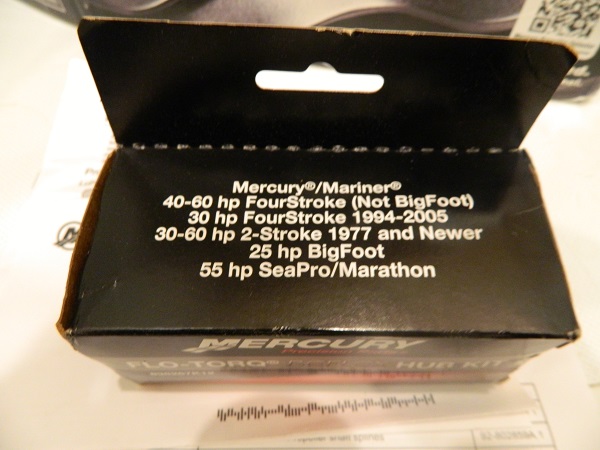 Mercury®/Mariner®
40-60 hp FourStroke (Not BigFoot)
30 hp FourStroke 1994-2005
30-60 hp 2-Stroke 1977 and Newer
25 hp BigFoot
55 hp SeaPro/Marathon
MERCURY
FLO-TORQ HUB KIT